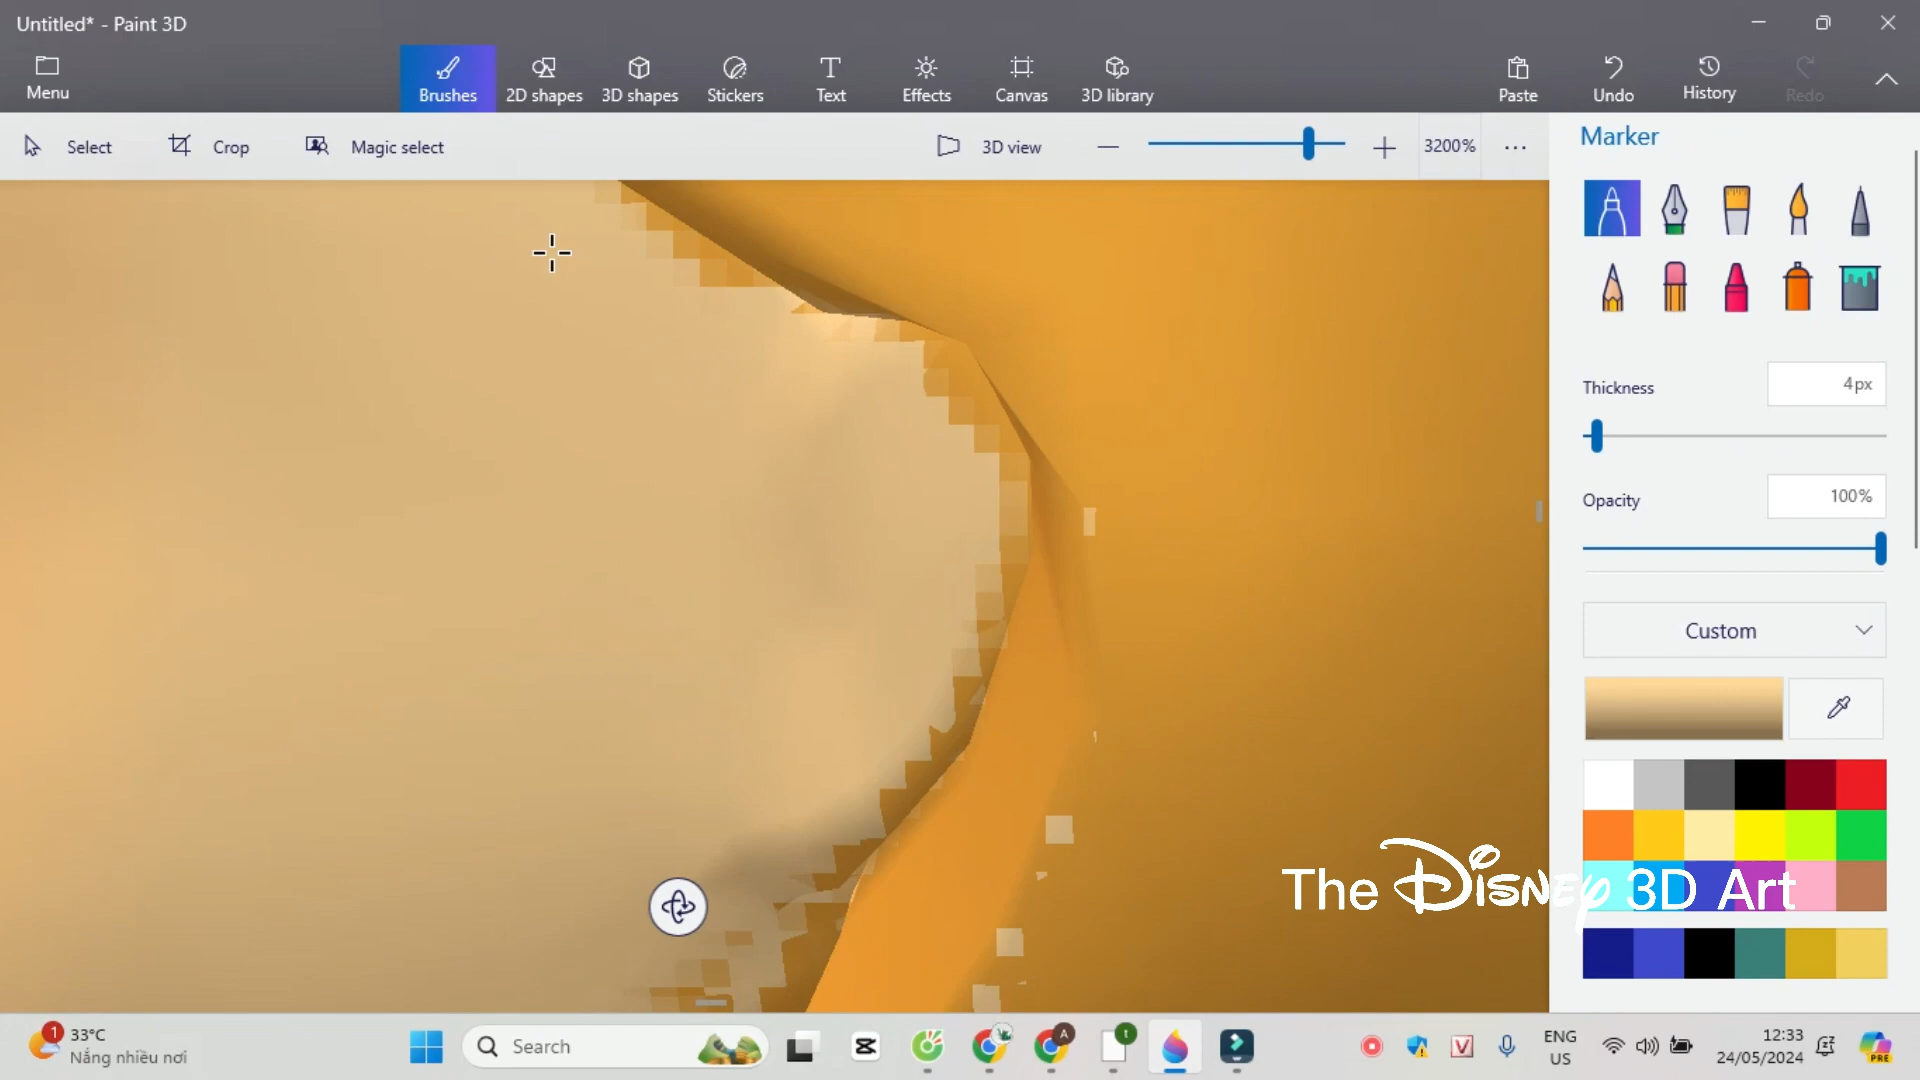 Untitled* - Paint 3D
Menu
Brushes
2D shapes
3D shapes
Stickers
Text
Effects
Canvas
3D library
Paste
Undo
History
Redo
Select
Crop
Magic select
3D view
3200%
Marker
Thickness
4px
Opacity
100%
Custom
The Disney 3D Art
1
33°C
Nắng nhiều nơi
Search
A
t
V
ENG
US
12:33
24/05/2024
PRE